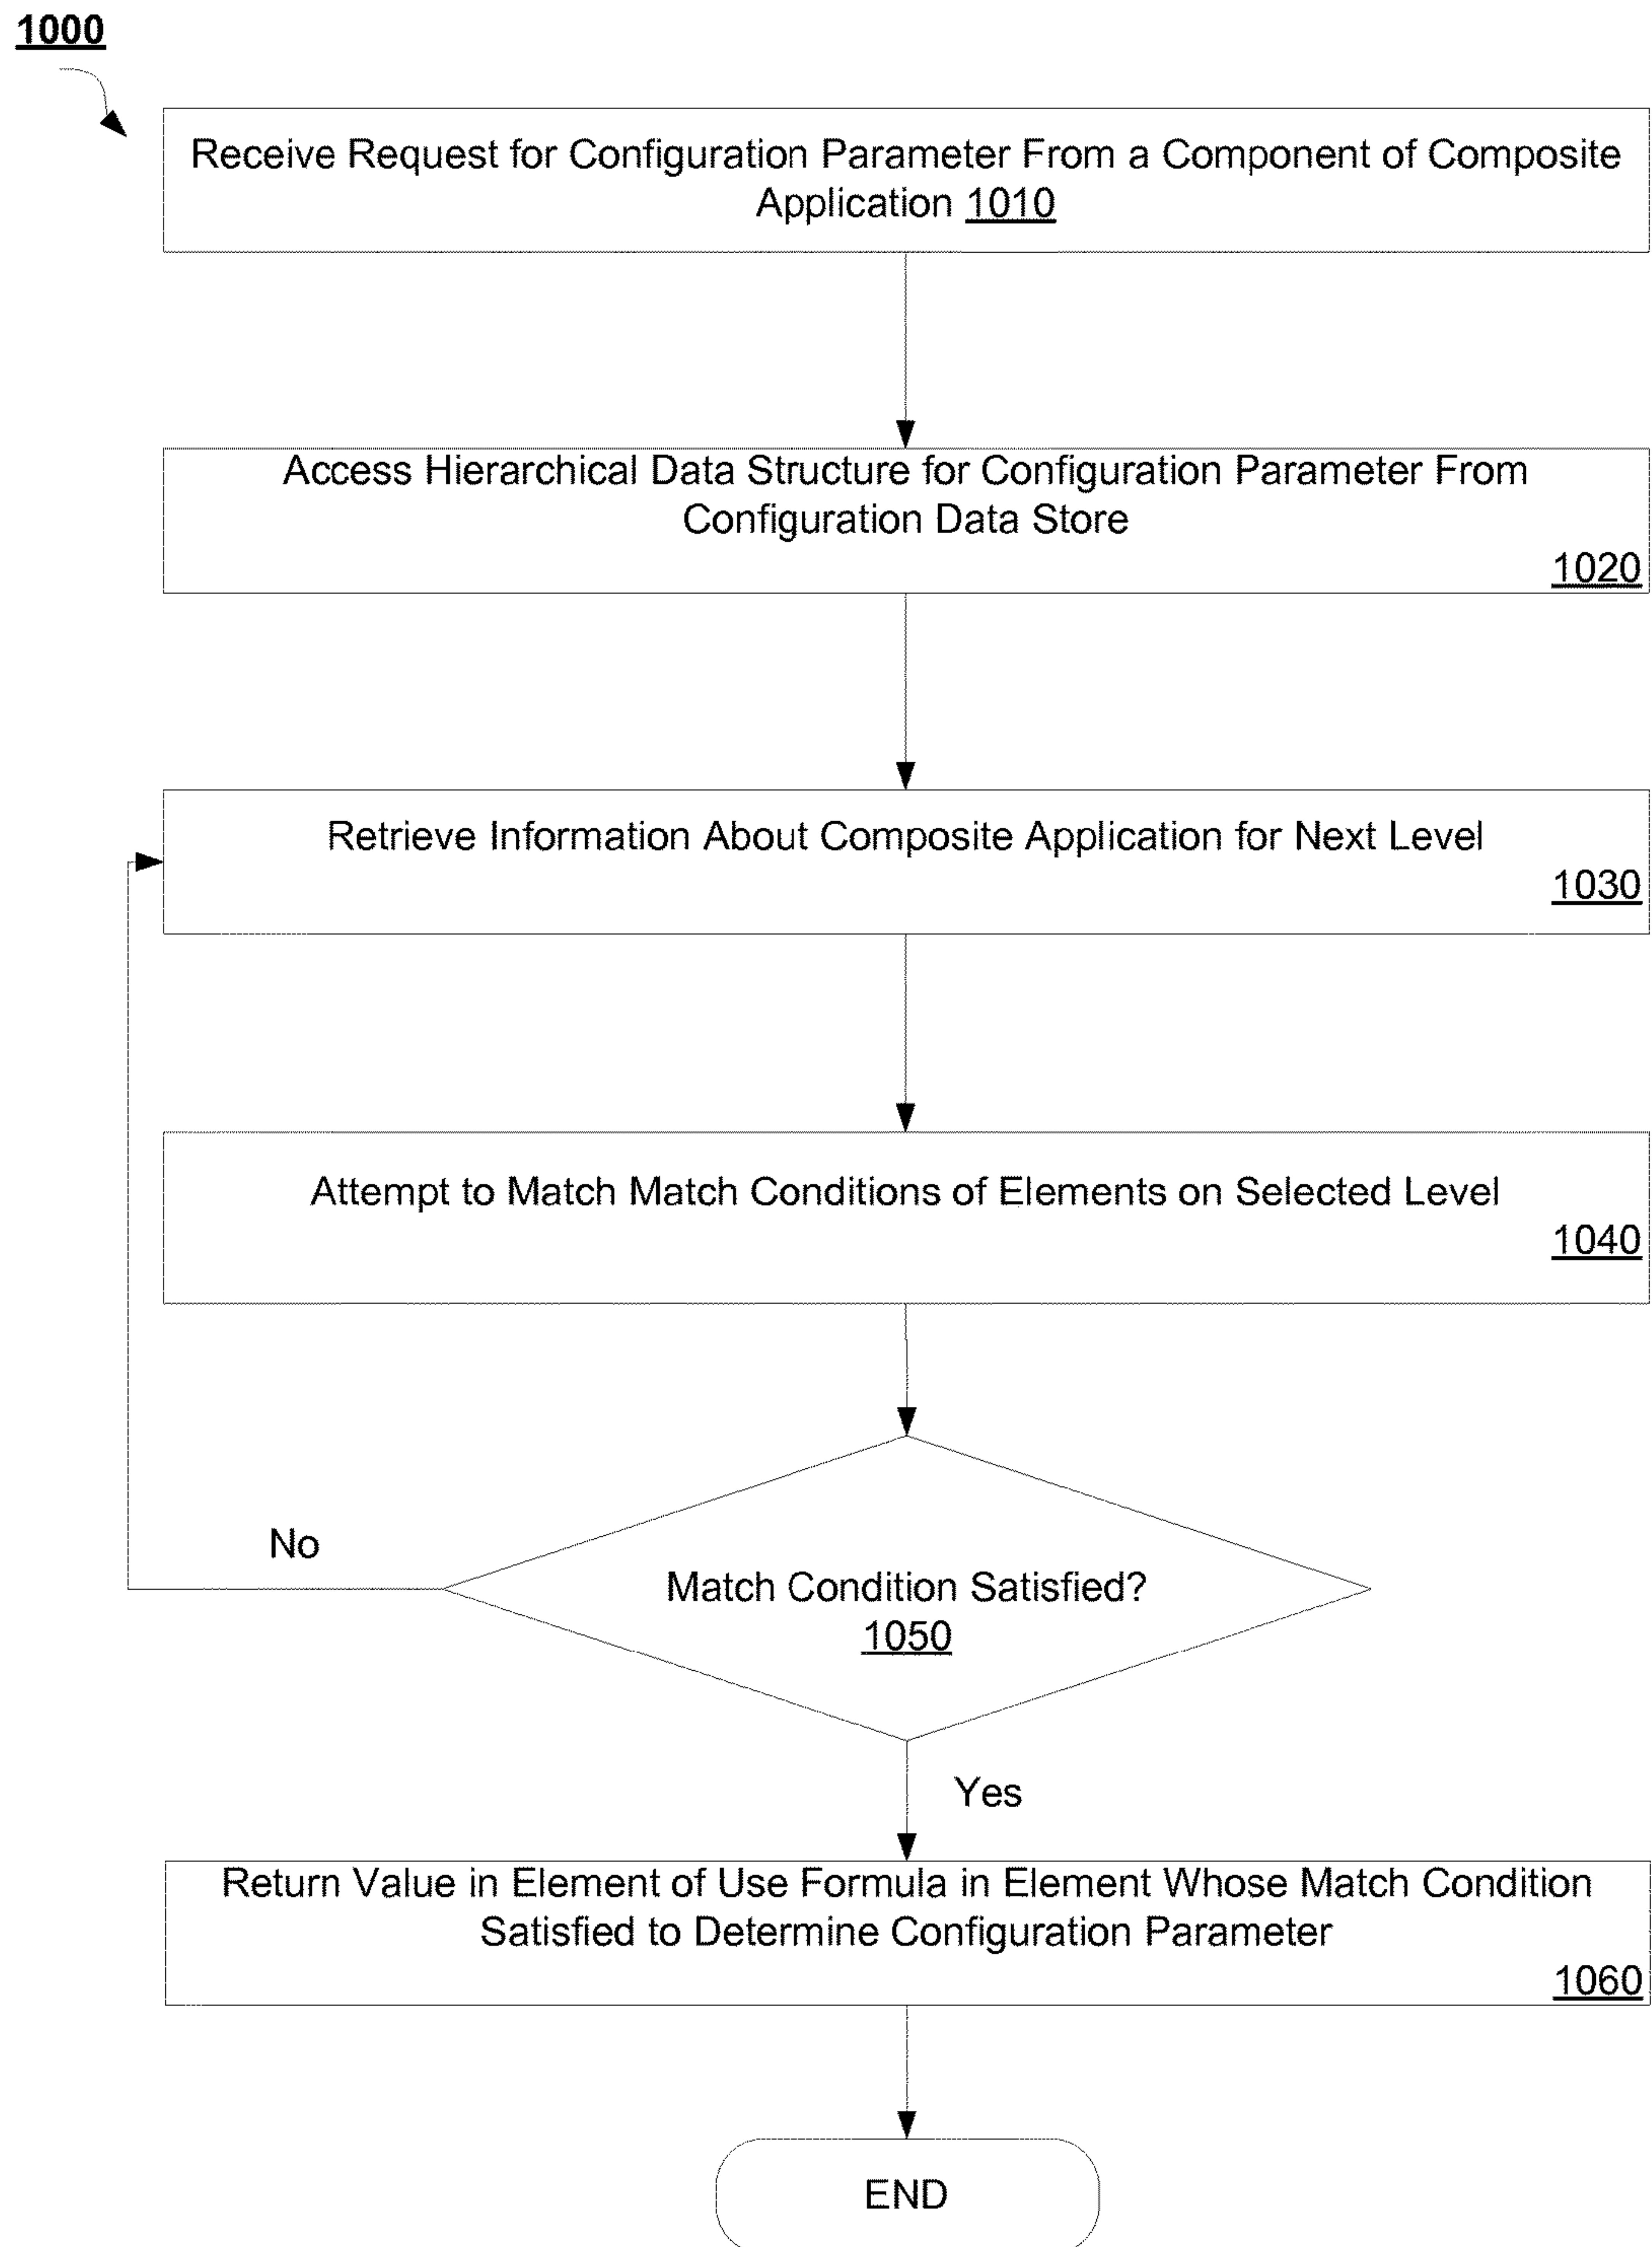 1000
Receive Request for Configuration Parameter From a Component of Composite
Application 1010
Access Hierarchical Data Structure for Configuration Parameter From
Configuration Data Store
1020
Retrieve Information About Composite Application for Next Level
1030
Attempt to Match Match Conditions of Elements on Selected Level
1040
No
Match Condition Satisfied?
1050
Yes
Return Value in Element of Use Formula in Element Whose Match Condition
Satisfied to Determine Configuration Parameter
1060
END